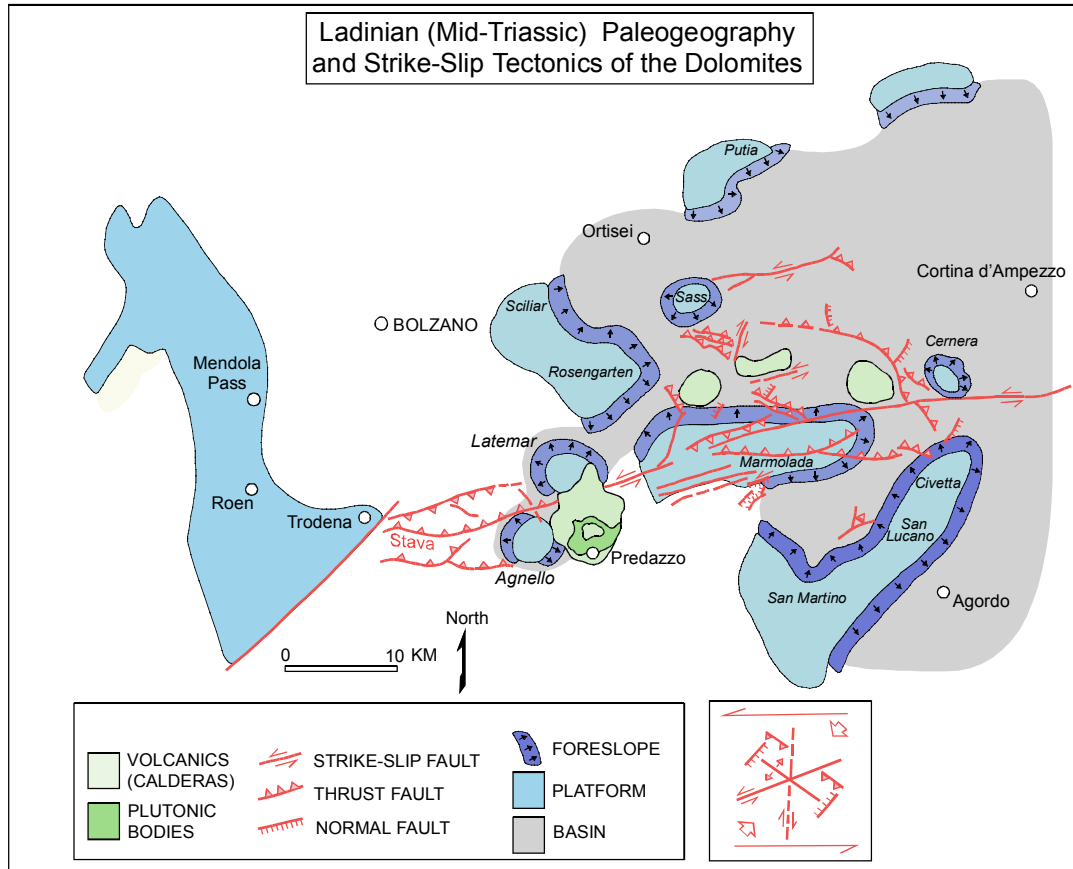 Ladinian (Mid-Triassic) Paleogeography
and Strike-Slip Tectonics of the Dolomites
Putia
Ortisei
Cortina d'Ampezzo
Sciliar
Sass
BOLZANO
Cernera
Mendola
Pass
Rosengarten
Latemar
Marmolada
Civetta
Roen
Trodena
San
Lucano
Stava
Predazzo
Agnello
San Martino
Agordo
North
0 10 KM
VOLCANICS
(CALDERAS)
PLUTONIC
BODIES
STRIKE-SLIP FAULT
THRUST FAULT
NORMAL FAULT
FORESLOPE
PLATFORM
BASIN